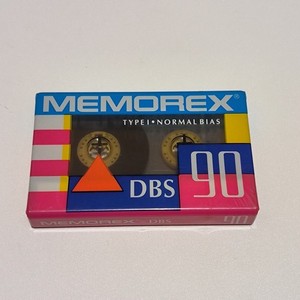 MEMOREX®
TYPE I • NORMAL BIAS
DBS 90
MEMOREX DBS 90